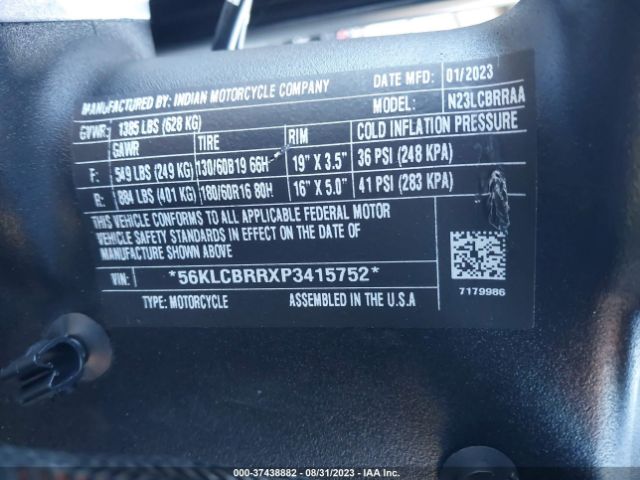 MANUFACTURED BY: INDIAN MOTORCYCLE COMPANY DATE MFD: 01/2023
MODEL: N23LCBRRAA
GVWR: 1385 LBS (628 KG)
GAWR TIRE RIM COLD INFLATION PRESSURE
F: 549 LBS (249 KG) 130/60B19 66H 19" X 3.5" 36 PSI (248 KPA)
R: 884 LBS (401 KG) 180/60R16 80H 16" X 5.0" 41 PSI (283 KPA)
THIS VEHICLE CONFORMS TO ALL APPLICABLE FEDERAL MOTOR
VEHICLE SAFETY STANDARDS IN EFFECT ON THE DATE OF
MANUFACTURE SHOWN ABOVE
VIN: *56KLCBRRXP3415752*
7179986
TYPE: MOTORCYCLE ASSEMBLED IN THE U.S.A
000-37438882 - 08/31/2023 - IAA Inc.